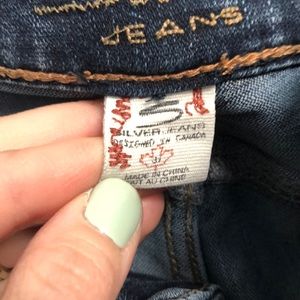 JEANS
SILVER JEANS
DESIGNED IN CANADA
MADE IN CHINA
FAIT AU CHINE